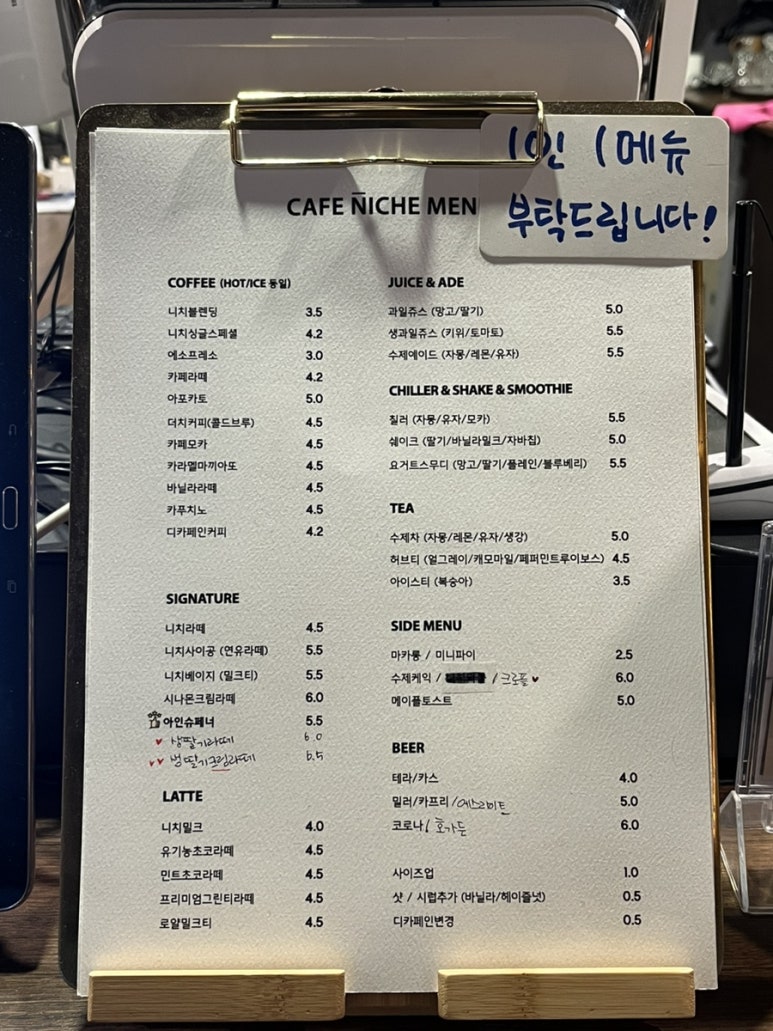 1인 1메뉴
부탁드립니다!
CAFE NICHE MEN
COFFEE (HOT/ICE 동일)
니치블렌딩 3.5
니치싱글스페셜 4.2
에소프레소 3.0
카페라떼 4.2
아포카토 5.0
더치커피(콜드브루) 4.5
카페모카 4.5
카라멜마끼아또 4.5
바닐라라떼 4.5
카푸치노 4.5
디카페인커피 4.2
SIGNATURE
니치라떼 4.5
니치사이공 (연유라떼) 5.5
니치베이지 (밀크티) 5.5
시나몬크림라떼 6.0
아인슈페너 5.5
생딸기라떼 6.0
생딸기크림라떼 6.5
LATTE
니치밀크 4.0
유기농초코라떼 4.5
민트초코라떼 4.5
프리미엄그린티라떼 4.5
로얄밀크티 4.5
JUICE & ADE
과일쥬스 (망고/딸기) 5.0
생과일쥬스 (키위/토마토) 5.5
수제에이드 (자몽/레몬/유자) 5.5
CHILLER & SHAKE & SMOOTHIE
칠러 (자몽/유자/모카) 5.5
쉐이크 (딸기/바닐라밀크/자바칩) 5.0
요거트스무디 (망고/딸기/플레인/블루베리) 5.5
TEA
수제차 (자몽/레몬/유자/생강) 5.0
허브티 (얼그레이/캐모마일/페퍼민트루이보스) 4.5
아이스티 (복숭아) 3.5
SIDE MENU
마카롱 / 미니파이 2.5
수제케익 / / 크로플 ♥ 6.0
메이플토스트 5.0
BEER
테라/카스 4.0
밀러/카프리/에스라이트 5.0
코로나/호가든 6.0
사이즈업 1.0
샷 / 시럽추가 (바닐라/헤이즐넛) 0.5
디카페인변경 0.5